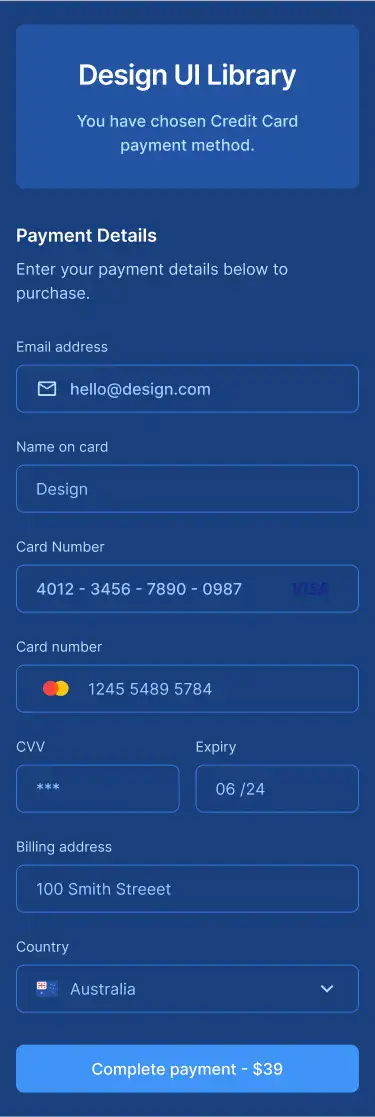 Design UI Library
You have chosen Credit Card
payment method.
Payment Details
Enter your payment details below to
purchase.
Email address
hello@design.com
Name on card
Design
Card Number
4012 - 3456 - 7890 - 0987 VISA
Card number
1245 5489 5784
CVV Expiry
*** 06 /24
Billing address
100 Smith Streeet
Country
Australia
Complete payment - $39